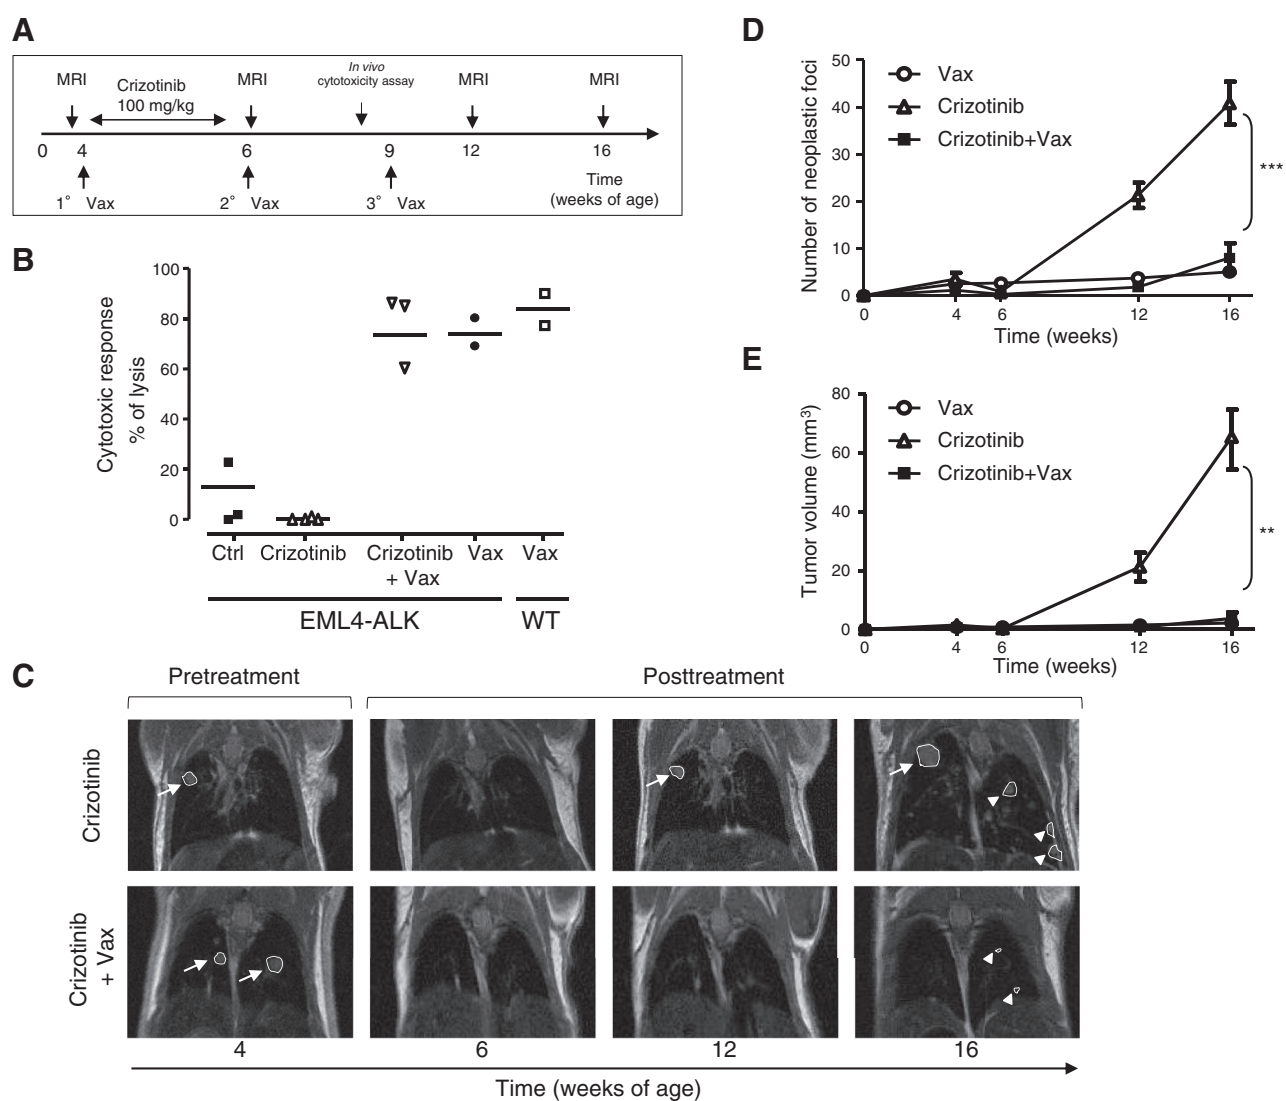 A
MRI
Crizotinib
100 mg/kg
MRI
In vivo
cytotoxicity assay
MRI
MRI
0 4 6 9 12 16
Time
(weeks of age)
1° Vax
2° Vax
3° Vax
B
Cytotoxic response
% of lysis
100
80
60
40
20
0
Ctrl Crizotinib Crizotinib
+ Vax
Vax Vax
EML4-ALK WT
C
Pretreatment Posttreatment
Crizotinib
Crizotinib
+ Vax
4 6 12 16
Time (weeks of age)
D
Number of neoplastic foci
50
40
30
20
10
0
Vax
Crizotinib
Crizotinib+Vax
***
0 4 6 12 16
Time (weeks)
E
Tumor volume (mm³)
80
60
40
20
0
Vax
Crizotinib
Crizotinib+Vax
**
0 4 6 12 16
Time (weeks)